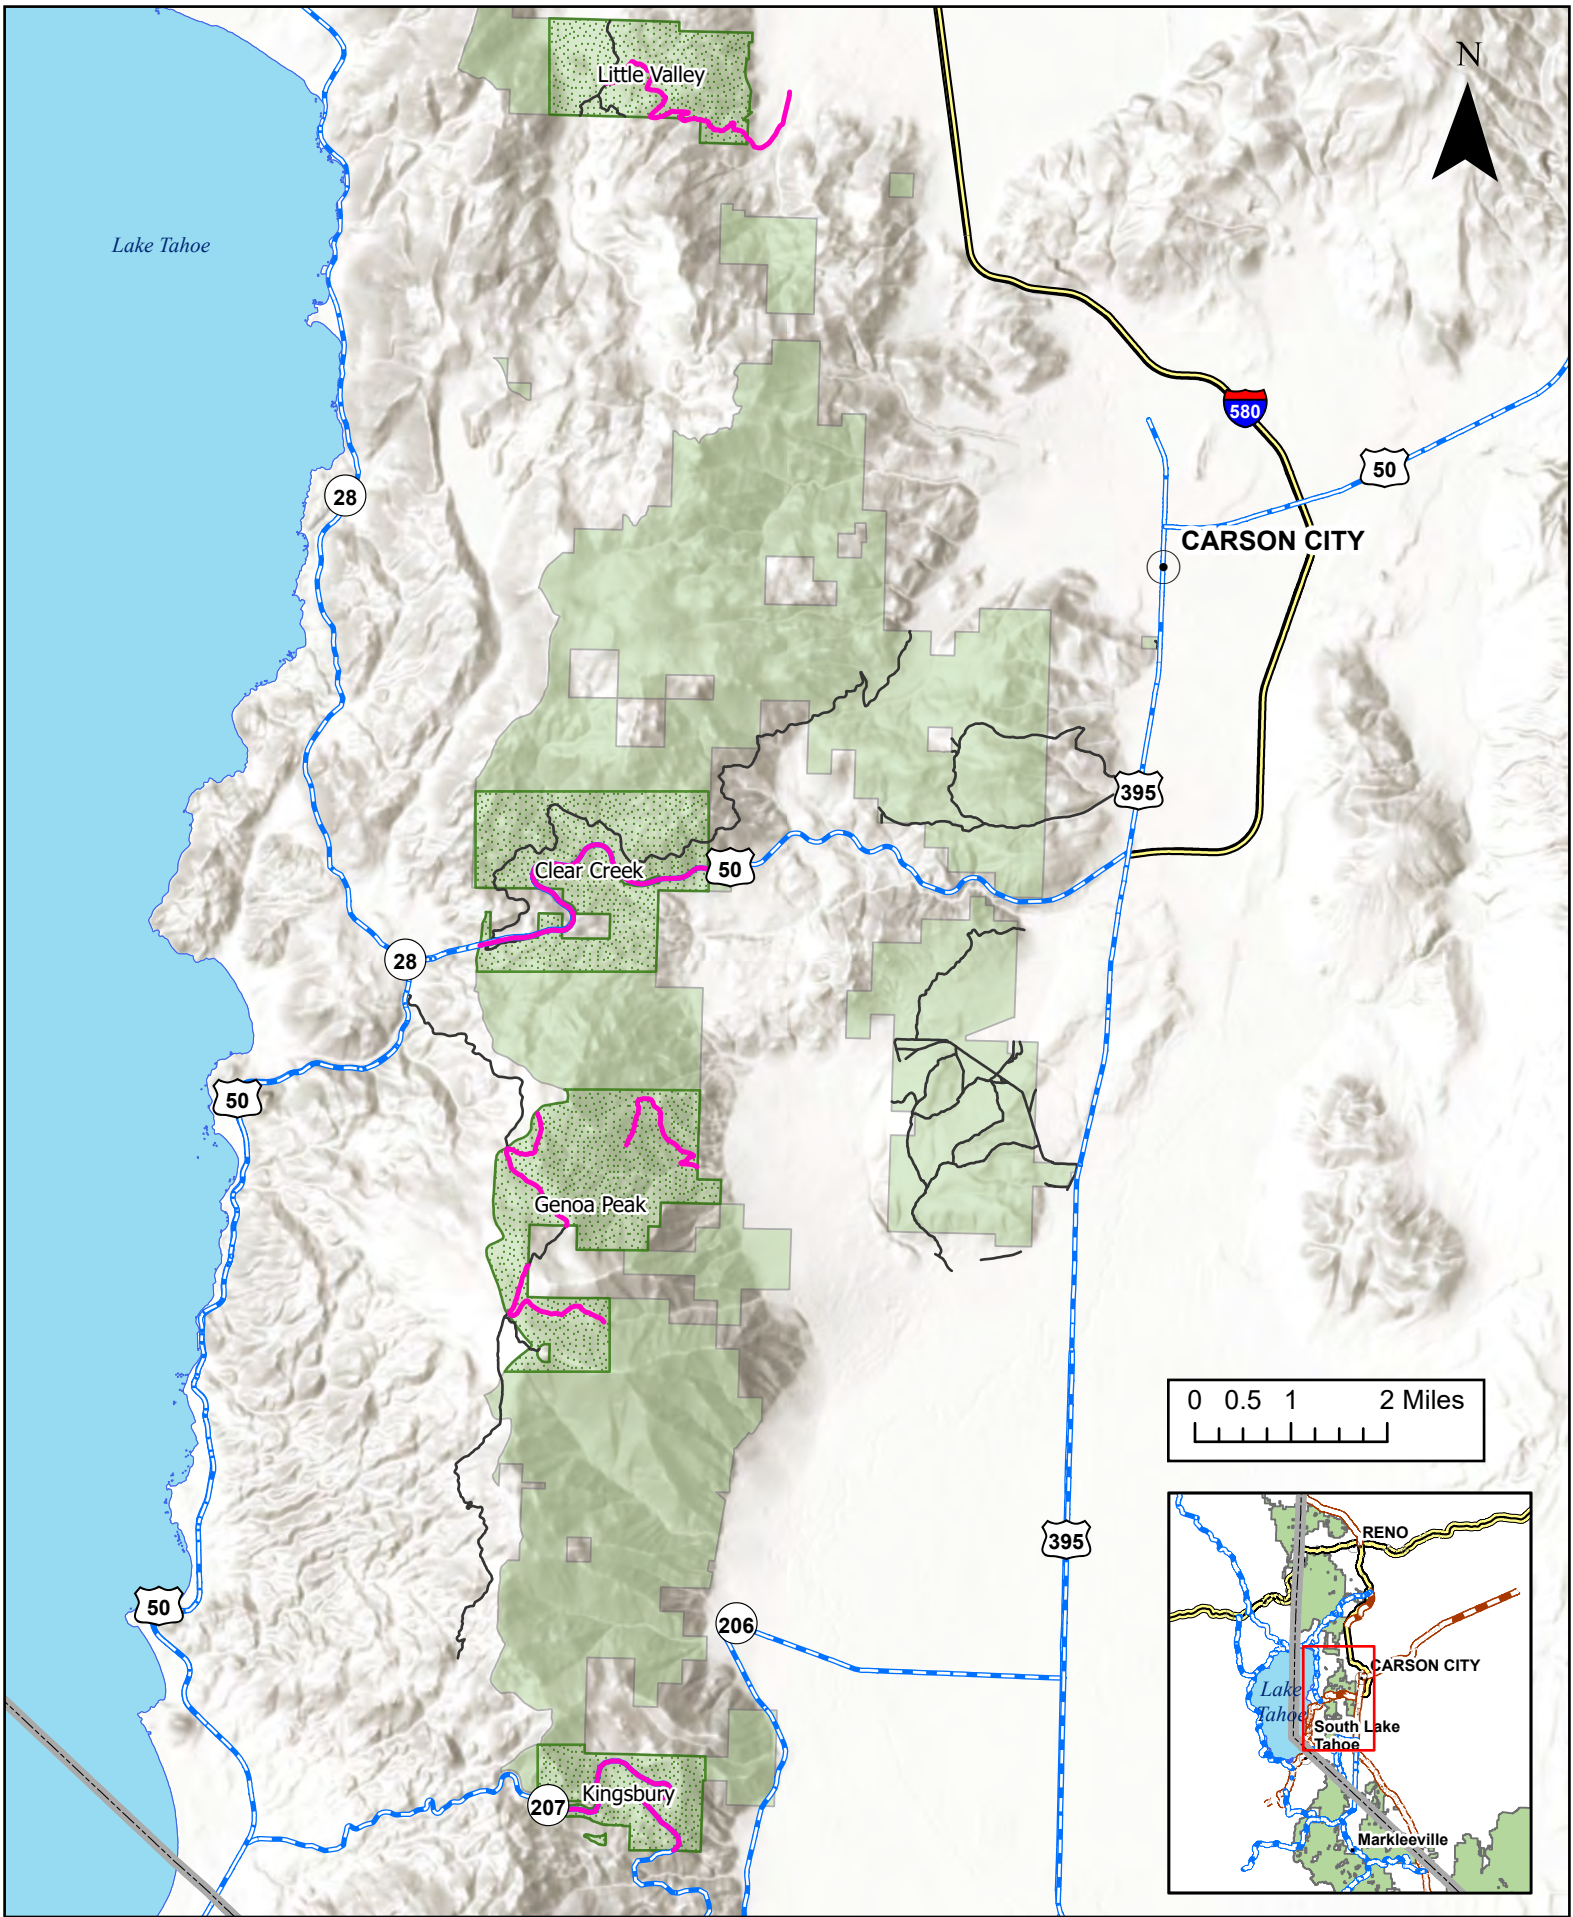 Little Valley
N
Lake Tahoe
580
50
28
CARSON CITY
395
Clear Creek
50
28
50
Genoa Peak
0 0.5 1 2 Miles
395
RENO
50
206
CARSON CITY
Lake
Tahoe
South Lake
Tahoe
Kingsbury
207
Markleeville